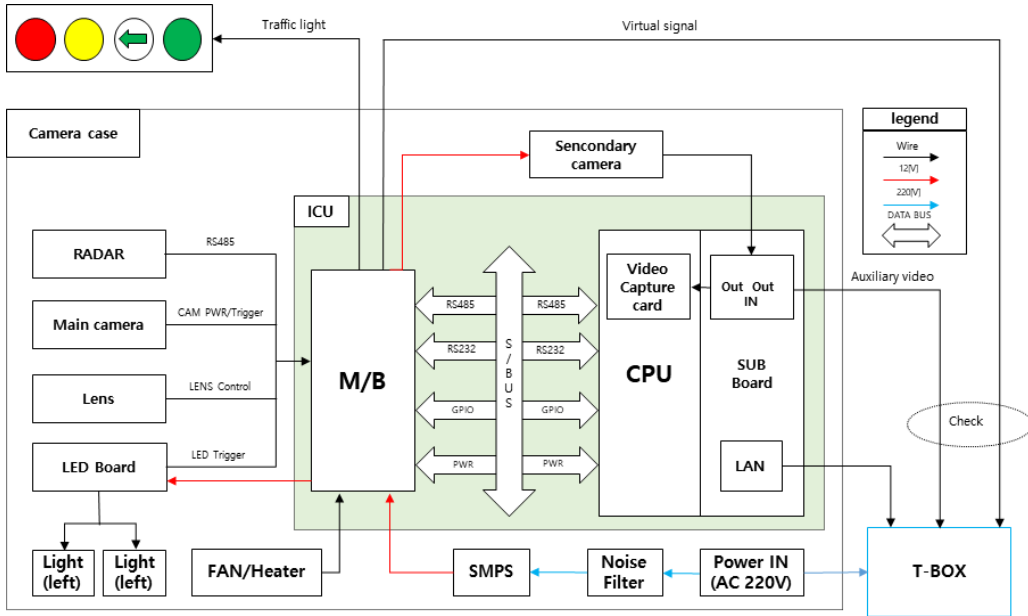 Traffic light
Virtual signal
Camera case
Sencondary
camera
legend
Wire
12[V]
220[V]
DATA BUS
ICU
RADAR
RS485
Main camera
CAM PWR/Trigger
Lens
LENS Control
LED Board
LED Trigger
M/B
RS485
RS232
GPIO
PWR
S/BUS
RS485
RS232
GPIO
PWR
Video
Capture
card
CPU
Out Out
IN
SUB
Board
LAN
Auxiliary video
Check
Light
(left)
Light
(left)
FAN/Heater
SMPS
Noise
Filter
Power IN
(AC 220V)
T-BOX